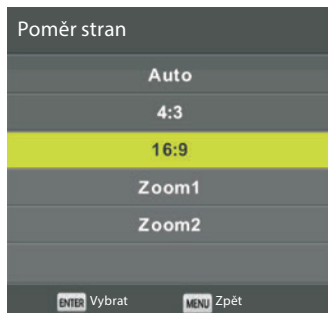 Poměr stran
Auto
4:3
16:9
Zoom1
Zoom2
ENTER Vybrat MENU Zpět